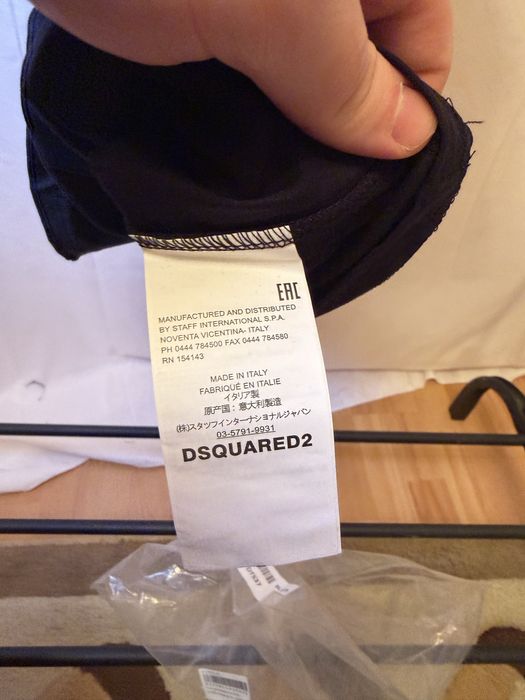 EAC
MANUFACTURED AND DISTRIBUTED
BY STAFF INTERNATIONAL S.P.A.
NOVENTA VICENTINA- ITALY
PH 0444 784500 FAX 0444 784580
RN 154143
MADE IN ITALY
FABRIQUÉ EN ITALIE
イタリア製
原产国：意大利製造
(株)スタッフインターナショナルジャパン
03-5791-9931
DSQUARED2